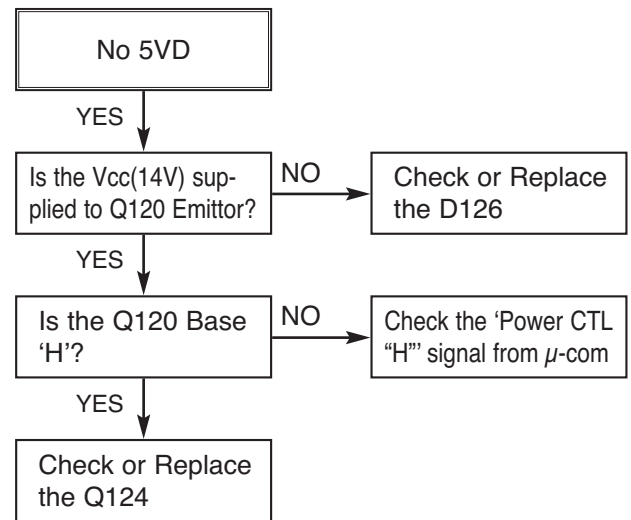 No 5VD
YES
Is the Vcc(14V) sup-
plied to Q120 Emittor?
NO
Check or Replace
the D126
YES
Is the Q120 Base
‘H’?
NO
Check the ‘Power CTL
“H”’ signal from μ-com
YES
Check or Replace
the Q124